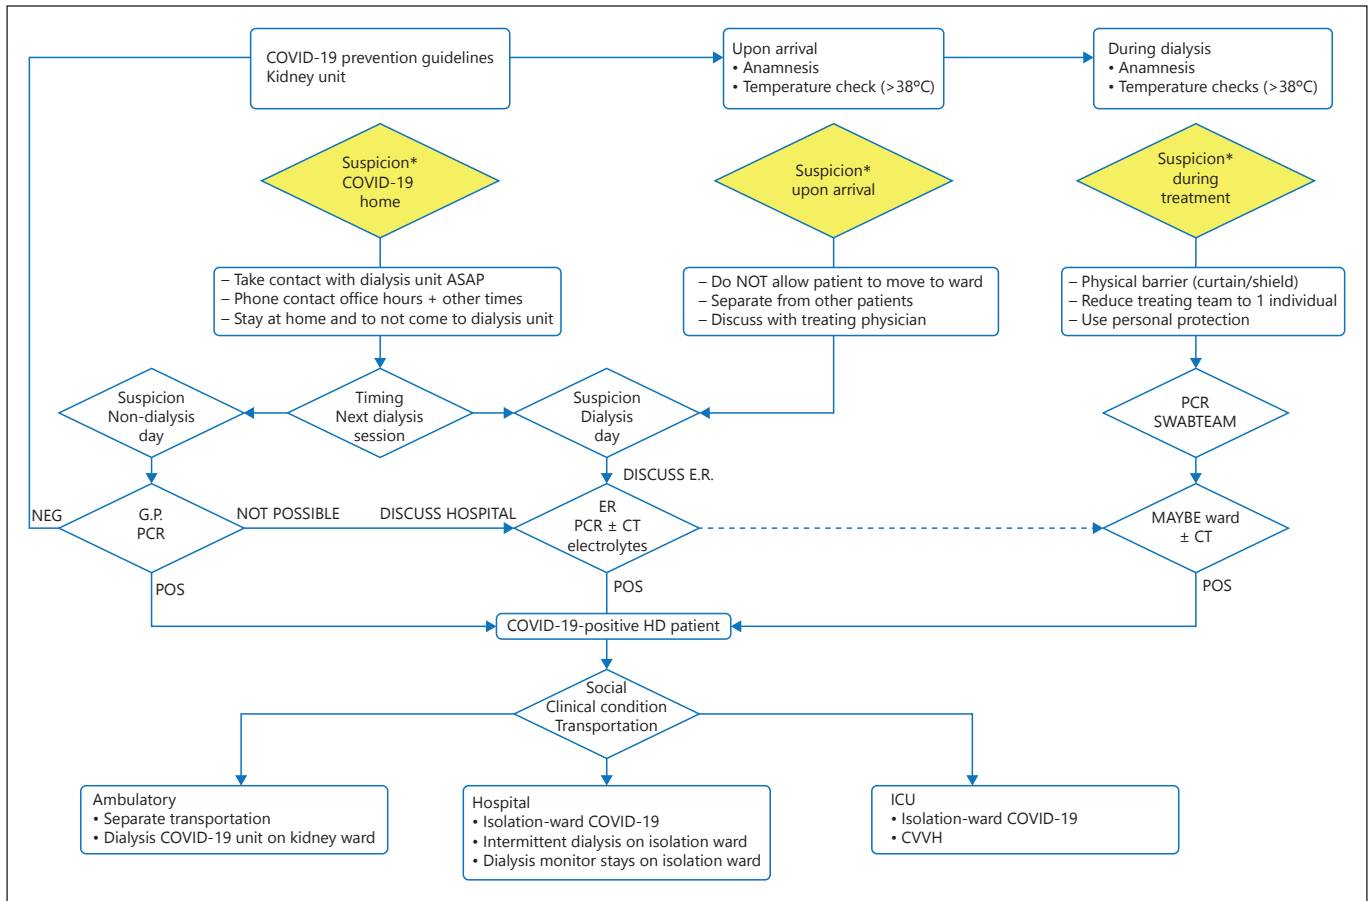 COVID-19 prevention guidelines
Kidney unit
Upon arrival
• Anamnesis
• Temperature check (>38ºC)
During dialysis
• Anamnesis
• Temperature checks (>38ºC)
Suspicion*
COVID-19
home
Suspicion*
upon arrival
Suspicion*
during
treatment
– Take contact with dialysis unit ASAP
– Phone contact office hours + other times
– Stay at home and to not come to dialysis unit
– Do NOT allow patient to move to ward
– Separate from other patients
– Discuss with treating physician
– Physical barrier (curtain/shield)
– Reduce treating team to 1 individual
– Use personal protection
Suspicion
Non-dialysis
day
Timing
Next dialysis
session
Suspicion
Dialysis
day
PCR
SWABTEAM
DISCUSS E.R.
NEG
G.P.
PCR
NOT POSSIBLE
DISCUSS HOSPITAL
ER
PCR ± CT
electrolytes
MAYBE ward
± CT
POS
POS
POS
COVID-19-positive HD patient
Social
Clinical condition
Transportation
Ambulatory
• Separate transportation
• Dialysis COVID-19 unit on kidney ward
Hospital
• Isolation-ward COVID-19
• Intermittent dialysis on isolation ward
• Dialysis monitor stays on isolation ward
ICU
• Isolation-ward COVID-19
• CVVH